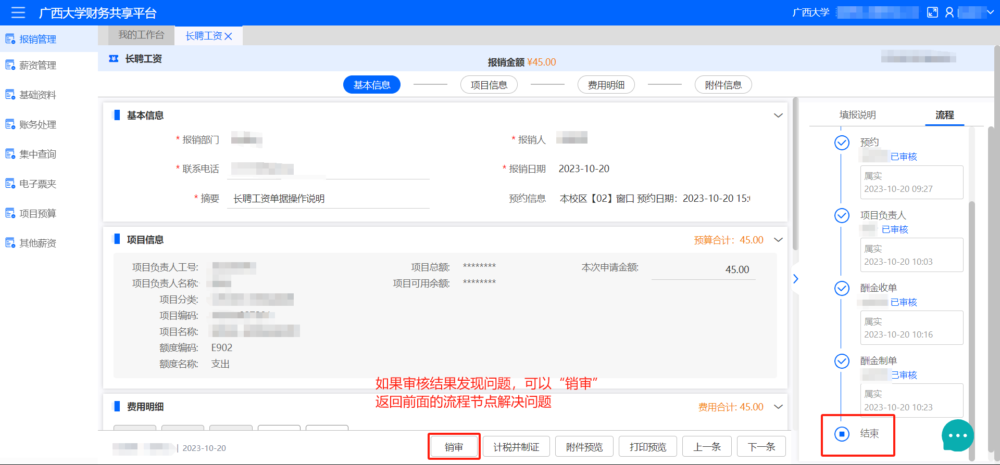 广西大学财务共享平台
广西大学
报销管理
薪资管理
基础资料
账务处理
集中查询
电子票夹
项目预算
其他薪资
我的工作台
长聘工资
长聘工资
报销金额 ¥45.00
基本信息
项目信息
费用明细
附件信息
基本信息
* 报销部门
* 报销人
* 联系电话
* 报销日期 2023-10-20
* 摘要 长聘工资单据操作说明
预约信息 本校区【02】窗口 预约日期：2023-10-20 15:
项目信息
预算合计：45.00
项目负责人工号:
项目总额: ********
本次申请金额: 45.00
项目负责人名称:
项目可用余额: ********
项目分类:
项目编码:
项目名称:
额度编码: E902
额度名称: 支出
如果审核结果发现问题，可以“销审”
返回前面的流程节点解决问题
费用明细
费用合计: 45.00
| 2023-10-20
销审
计税并制证
附件预览
打印预览
上一条
下一条
填报说明
流程
预约
已审核
属实
2023-10-20 09:27
项目负责人
已审核
属实
2023-10-20 10:03
酬金收单
已审核
属实
2023-10-20 10:16
酬金制单
已审核
属实
2023-10-20 10:23
结束